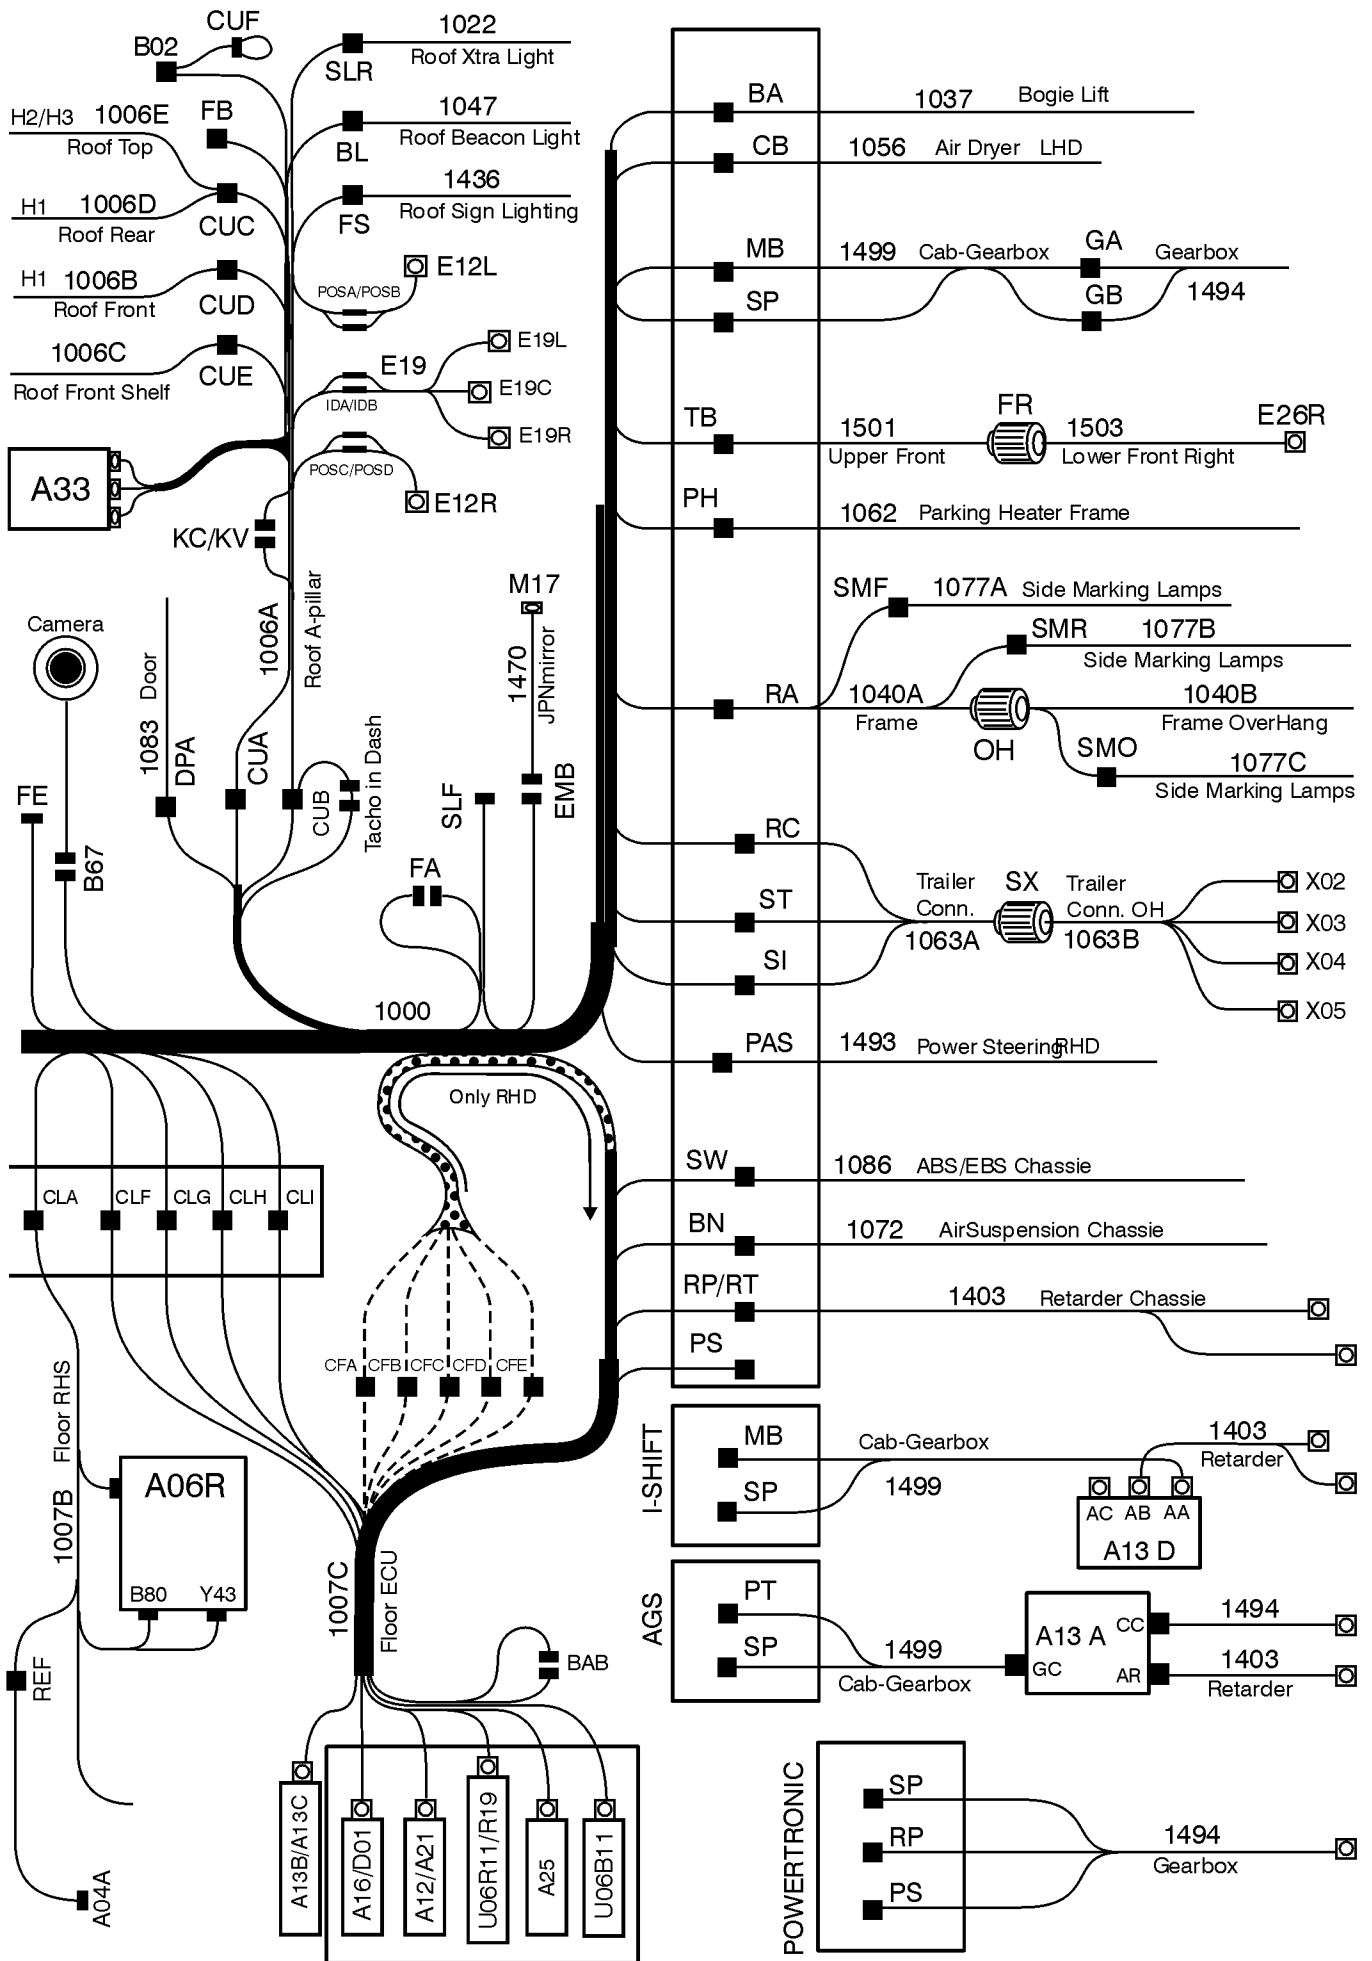 CUF
B02
1022
Roof Xtra Light
SLR
H2/H3 1006E
Roof Top
FB
1047
Roof Beacon Light
BL
H1 1006D
Roof Rear
CUC
1436
Roof Sign Lighting
FS
H1 1006B
Roof Front
CUD
POSA/POSB
E12L
1006C
Roof Front Shelf
CUE
E19
IDA/IDB
E19L
E19C
E19R
POSC/POSD
E12R
A33
KC/KV
1006A
Roof A-pillar
M17
1470
JPNmirror
EMB
Camera
1083 Door
DPA
CUA
CUB
Tacho in Dash
SLF
FE
B67
FA
1000
BA
1037
Bogie Lift
CB
1056
Air Dryer LHD
MB
1499
Cab-Gearbox
GA
Gearbox
SP
GB
1494
TB
1501
Upper Front
FR
1503
Lower Front Right
E26R
PH
1062
Parking Heater Frame
SMF
1077A
Side Marking Lamps
SMR
1077B
Side Marking Lamps
RA
1040A
Frame
OH
1040B
Frame OverHang
SMO
1077C
Side Marking Lamps
RC
ST
SI
Trailer
Conn.
1063A
SX
Trailer
Conn. OH
1063B
X02
X03
X04
X05
PAS
1493
Power SteeringRHD
Only RHD
SW
1086
ABS/EBS Chassie
BN
1072
AirSuspension Chassie
RP/RT
1403
Retarder Chassie
PS
CLA
CLF
CLG
CLH
CLI
CFA
CFB
CFC
CFD
CFE
1007B
Floor RHS
A06R
B80
Y43
REF
A04A
1007C
Floor ECU
BAB
A13B/A13C
A16/D01
A12/A21
U06R11/R19
A25
U06B11
I-SHIFT
MB
SP
Cab-Gearbox
1499
1403
Retarder
AC
AB
AA
A13 D
AGS
PT
SP
1499
Cab-Gearbox
A13 A
CC
GC
AR
1494
1403
Retarder
POWERTRONIC
SP
RP
PS
1494
Gearbox